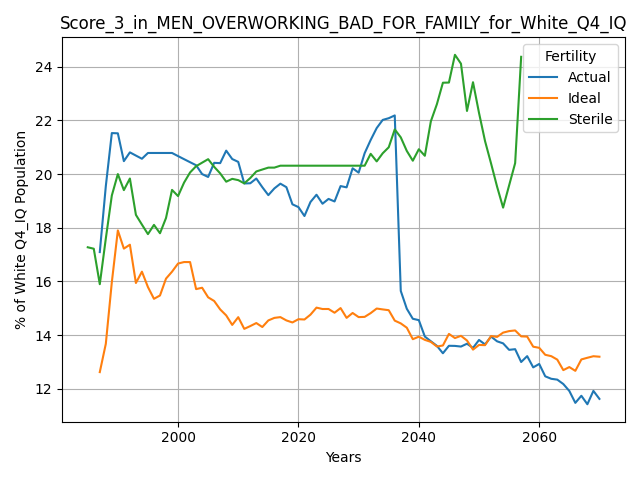 Score_3_in_MEN_OVERWORKING_BAD_FOR_FAMILY_for_White_Q4_IQ
Fertility
Actual
Ideal
Sterile
% of White Q4_IQ Population
24
22
20
18
16
14
12
2000
2020
2040
2060
Years